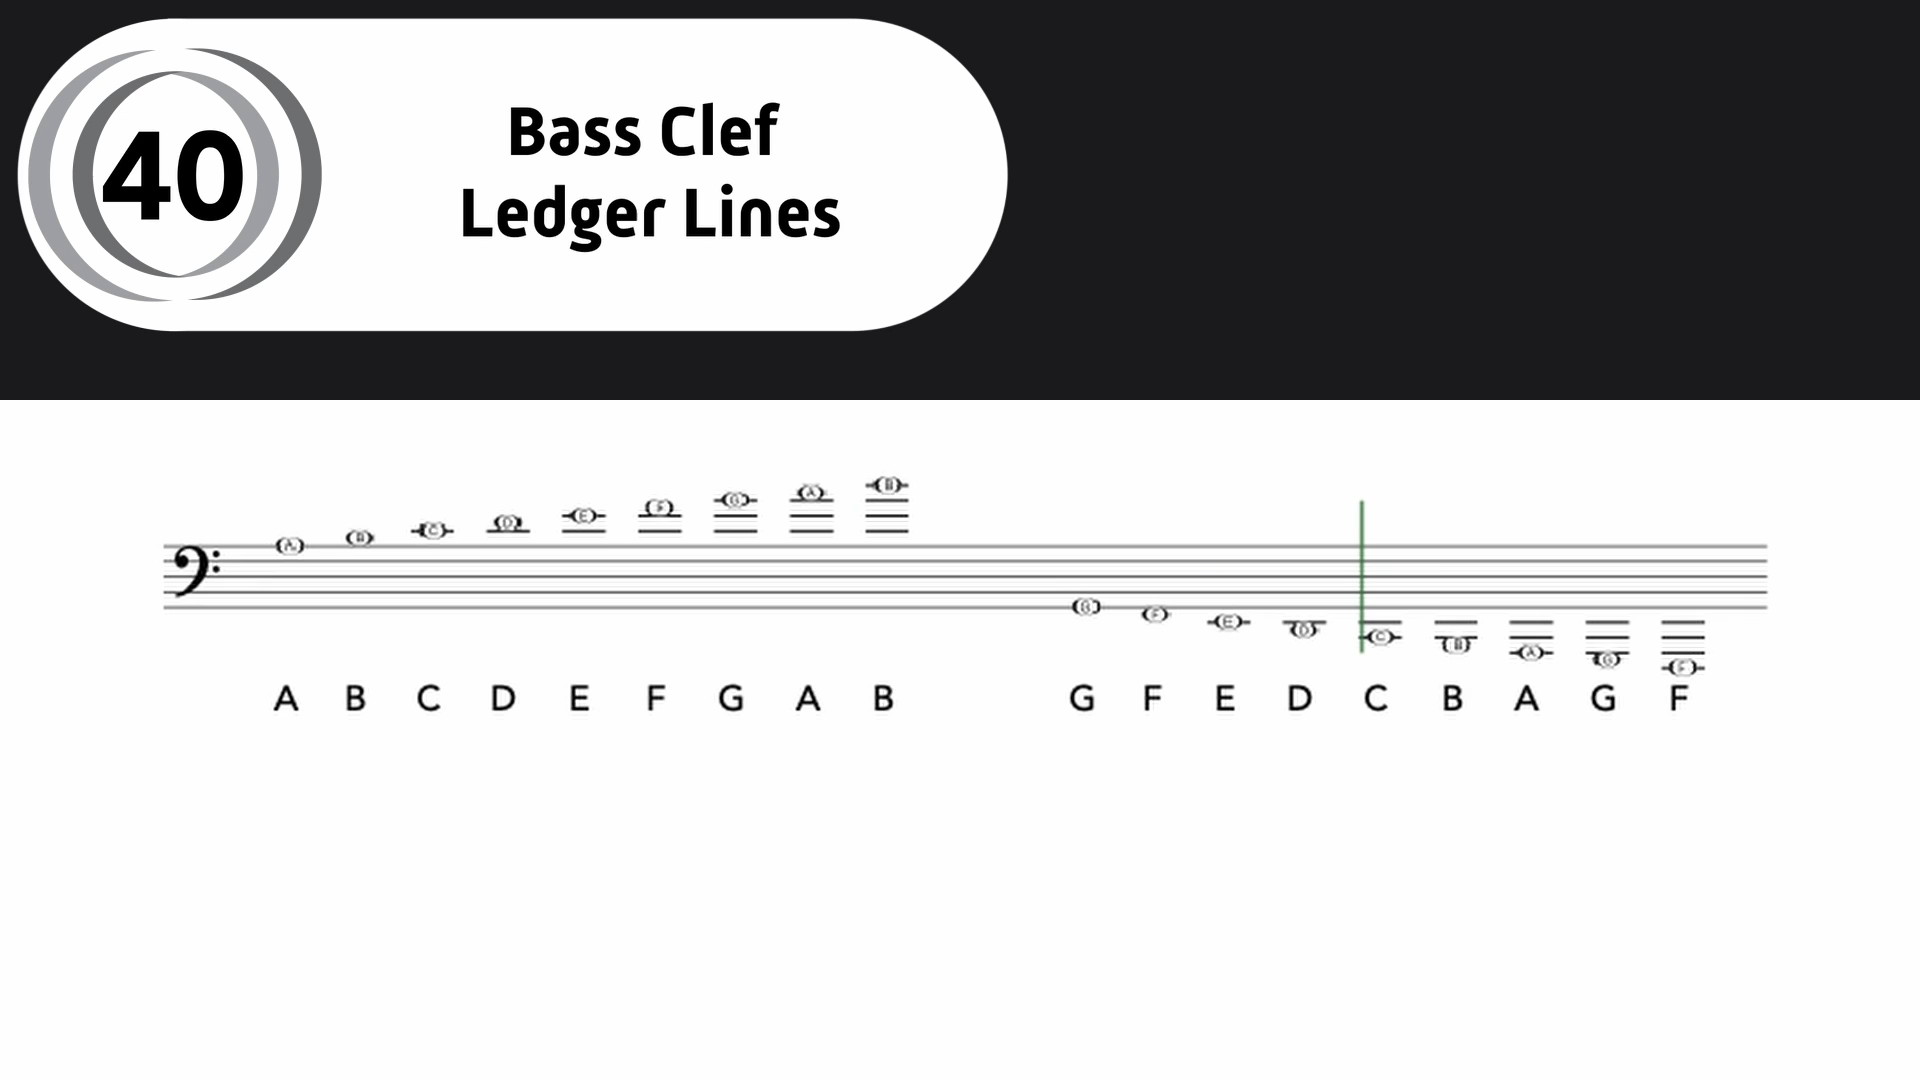 40
Bass Clef
Ledger Lines
A B C D E F G A B G F E D C B A G F
A B C D E F G A B G F E D C B A G F